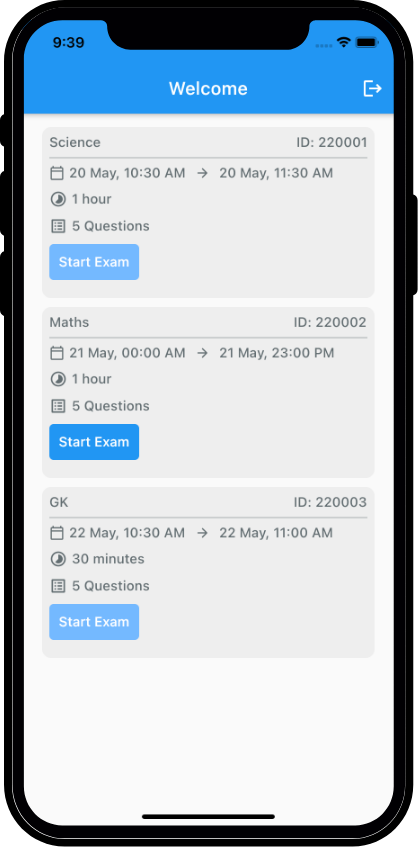 9:39
Welcome
Science ID: 220001
20 May, 10:30 AM → 20 May, 11:30 AM
1 hour
5 Questions
Start Exam
Maths ID: 220002
21 May, 00:00 AM → 21 May, 23:00 PM
1 hour
5 Questions
Start Exam
GK ID: 220003
22 May, 10:30 AM → 22 May, 11:00 AM
30 minutes
5 Questions
Start Exam